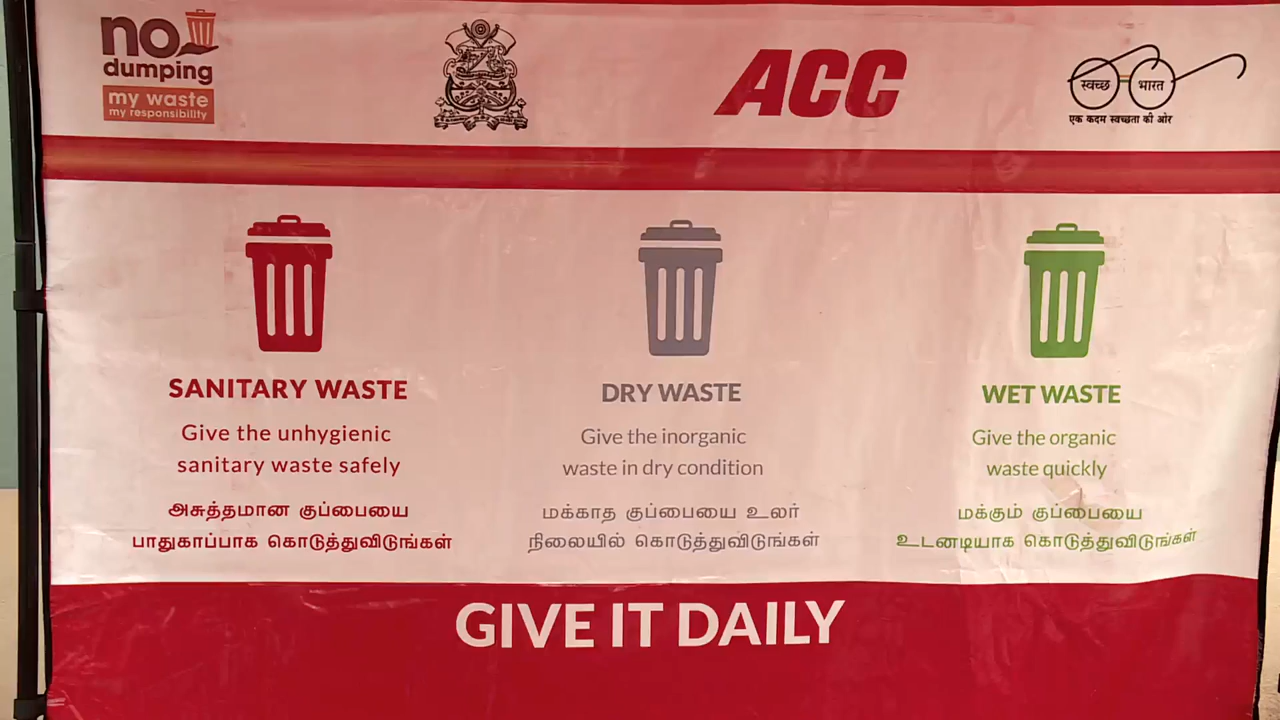 no
dumping
my waste
my responsibility
ACC
स्वच्छ भारत
एक कदम स्वच्छता की ओर
SANITARY WASTE
Give the unhygienic
sanitary waste safely
அசுத்தமான குப்பையை
பாதுகாப்பாக கொடுத்துவிடுங்கள்
DRY WASTE
Give the inorganic
waste in dry condition
மக்காத குப்பையை உலர்
நிலையில் கொடுத்துவிடுங்கள்
WET WASTE
Give the organic
waste quickly
மக்கும் குப்பையை
உடனடியாக கொடுத்துவிடுங்கள்
GIVE IT DAILY